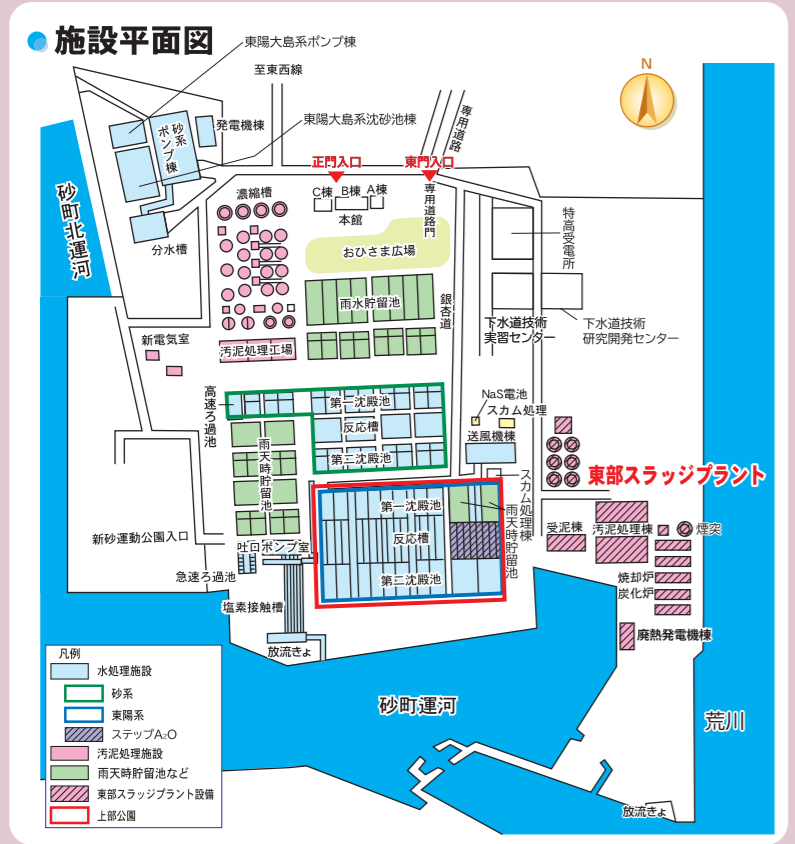 施設平面図
東陽大島系ポンプ棟
至東西線
N
専用道路
発電機棟
砂系
ポンプ棟
東陽大島系沈砂池棟
正門入口
東門入口
砂町北運河
濃縮槽
C棟
B棟
A棟
本館
専用道路門
分水槽
おひさま広場
特高受電所
雨水貯留池
銀杏道
新電気室
汚泥処理工場
下水道技術
実習センター
下水道技術
研究開発センター
高速ろ過池
第一沈殿池
反応槽
第二沈殿池
NaS電池
スカム処理
送風機棟
雨天時貯留池
東部スラッジプラント
スカム処理棟
雨天時貯留池
第一沈殿池
反応槽
第二沈殿池
新砂運動公園入口
吐口ポンプ室
急速ろ過池
受泥棟
汚泥処理棟
煙突
焼却炉
炭化炉
塩素接触槽
放流きょ
廃熱発電機棟
砂町運河
荒川
放流きょ
凡例
水処理施設
砂系
東陽系
ステップA₂O
汚泥処理施設
雨天時貯留池など
東部スラッジプラント設備
上部公園